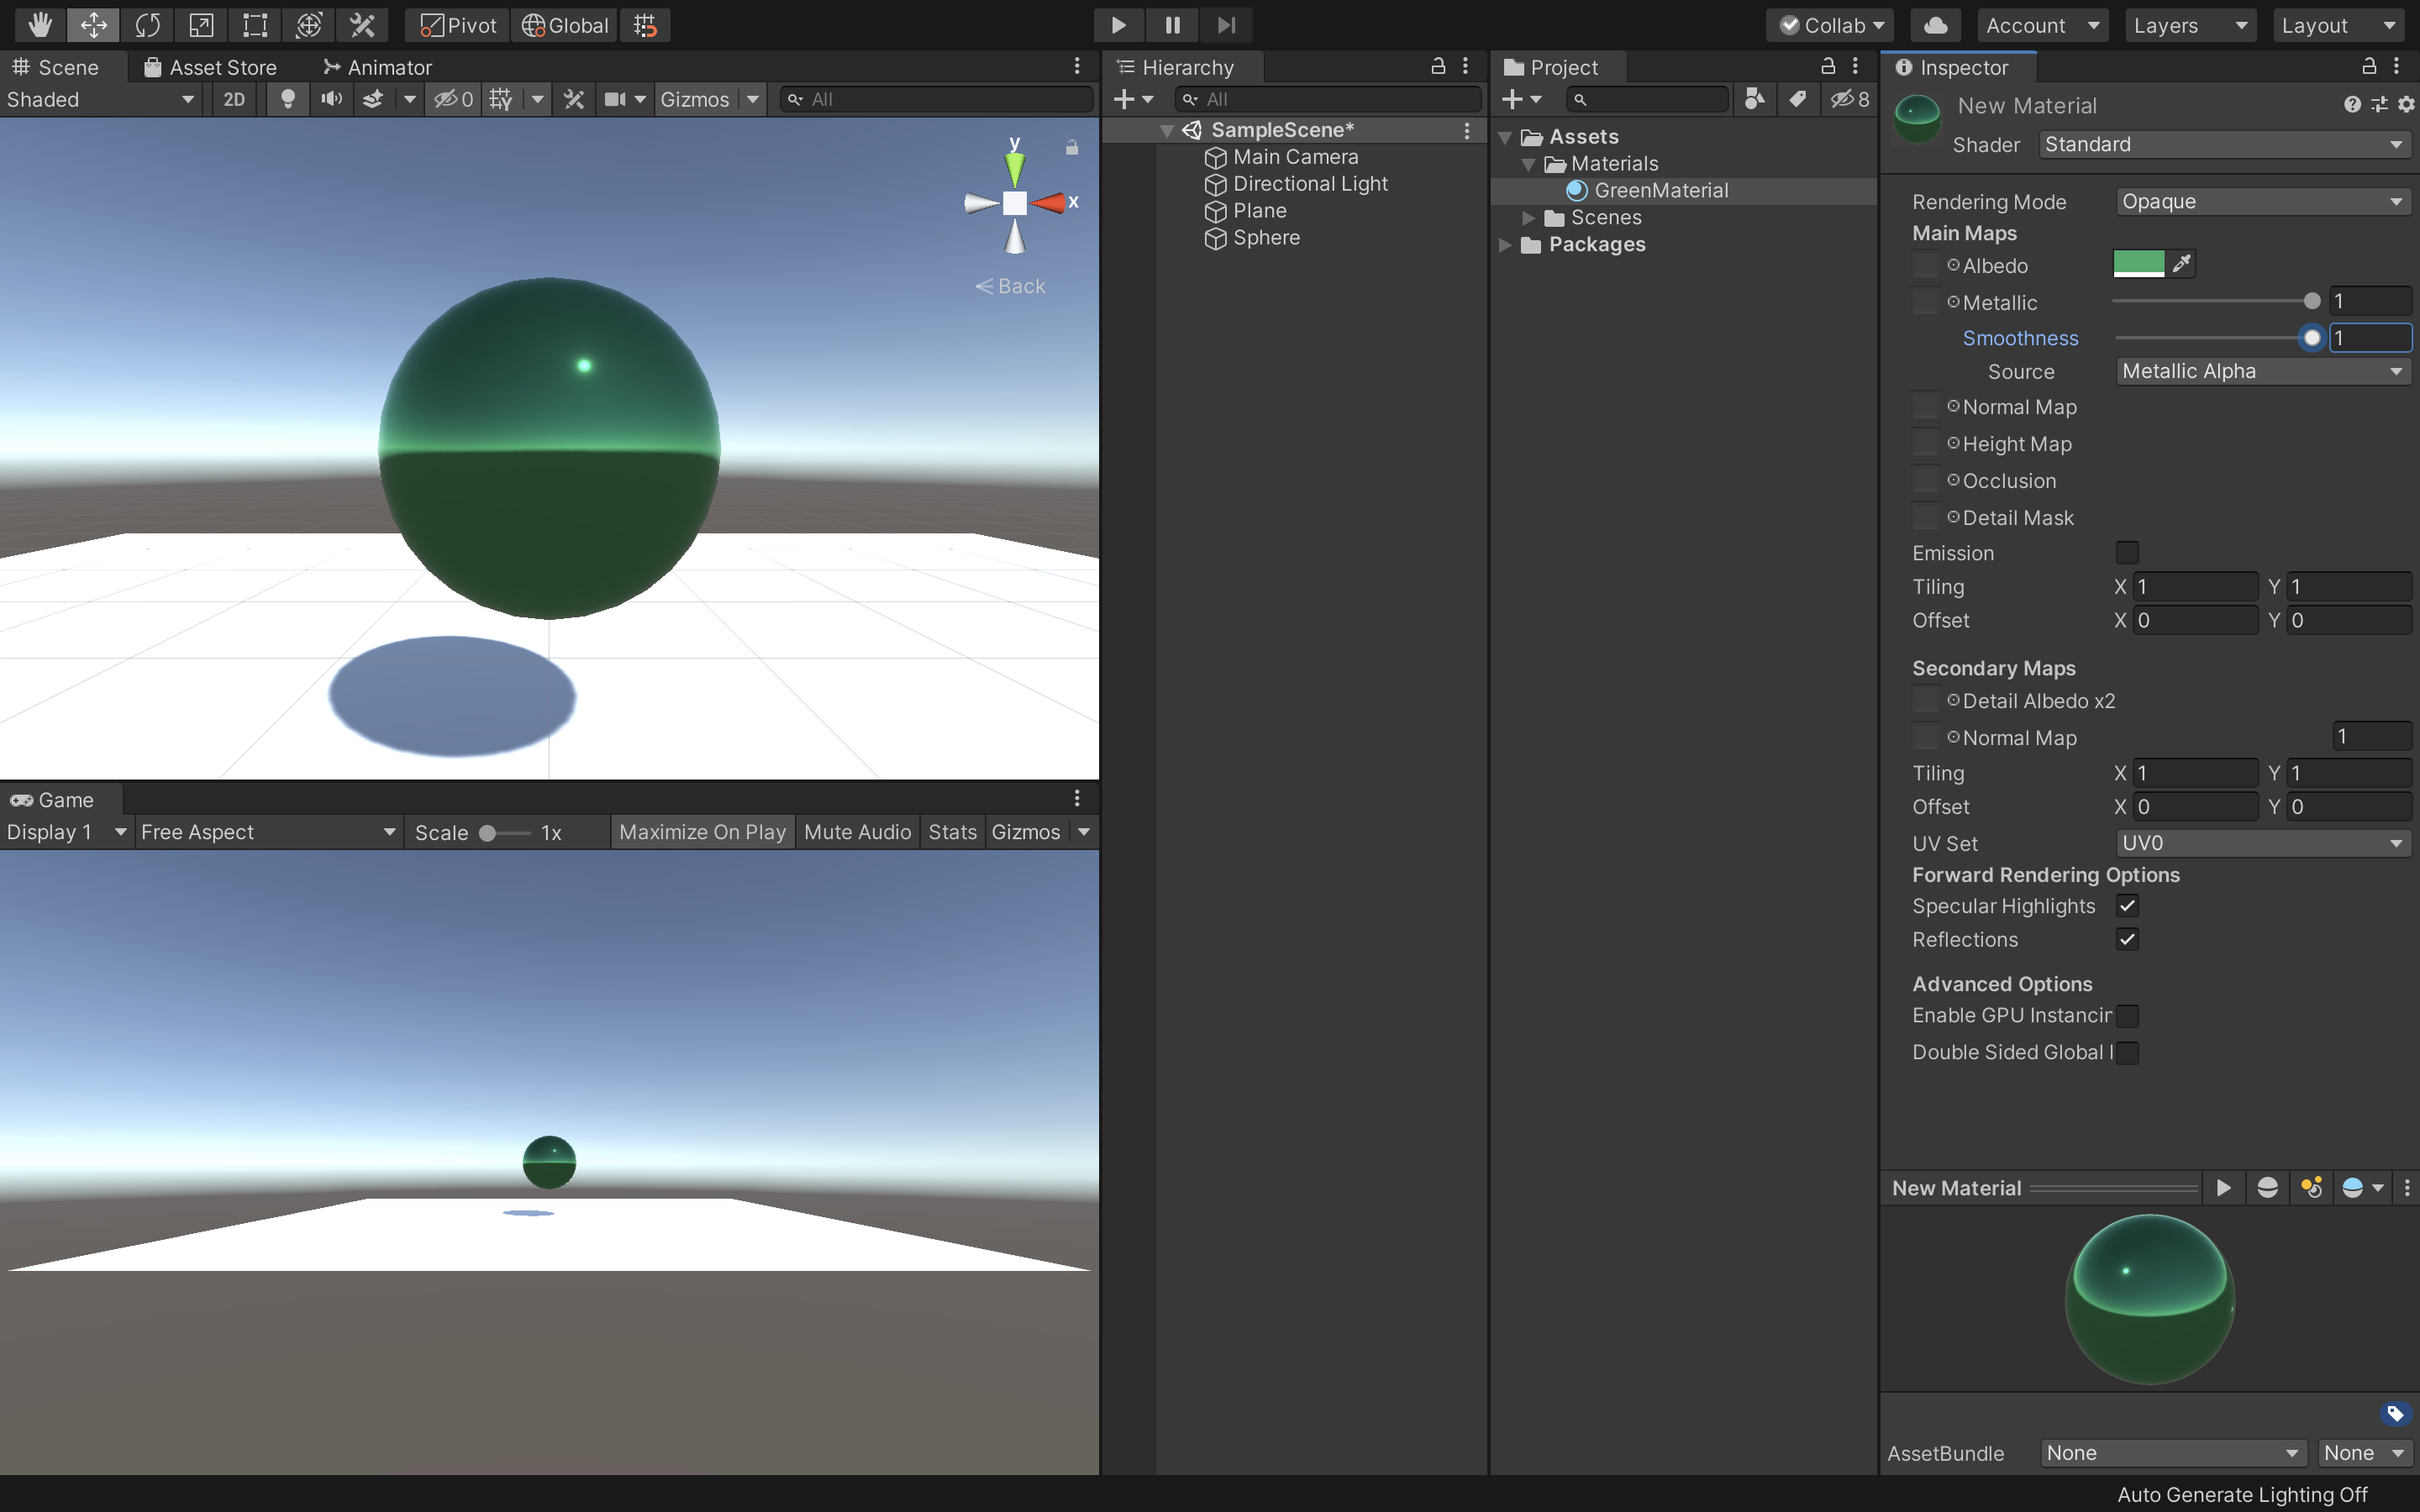 Pivot Global Collab Account Layers Layout
Scene Asset Store Animator
Shaded 2D 0 Gizmos All
y
x
Back
Game
Display 1 Free Aspect Scale 1x Maximize On Play Mute Audio Stats Gizmos
Hierarchy
All
SampleScene*
Main Camera
Directional Light
Plane
Sphere
Project
8
Assets
Materials
GreenMaterial
Scenes
Packages
Inspector
New Material
Shader Standard
Rendering Mode Opaque
Main Maps
Albedo
Metallic 1
Smoothness 1
Source Metallic Alpha
Normal Map
Height Map
Occlusion
Detail Mask
Emission
Tiling X 1 Y 1
Offset X 0 Y 0
Secondary Maps
Detail Albedo x2
Normal Map 1
Tiling X 1 Y 1
Offset X 0 Y 0
UV Set UV0
Forward Rendering Options
Specular Highlights
Reflections
Advanced Options
Enable GPU Instancin
Double Sided Global I
New Material
AssetBundle None None
Auto Generate Lighting Off